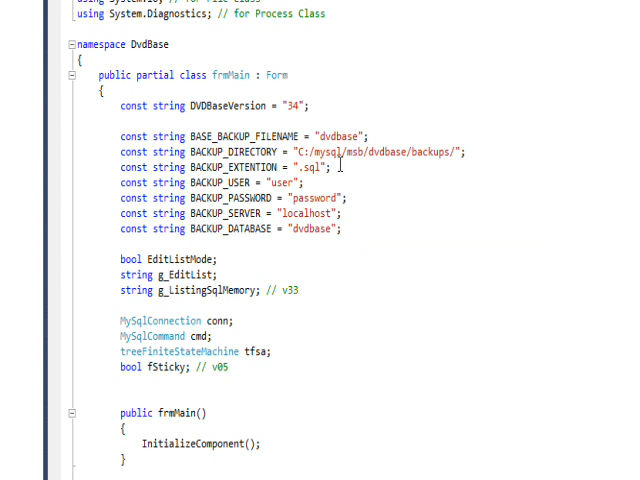 using System.Diagnostics; // for Process Class
namespace DvdBase
{
public partial class frmMain : Form
{
const string DVDBaseVersion = "34";
const string BASE_BACKUP_FILENAME = "dvdbase";
const string BACKUP_DIRECTORY = "C:/mysql/msb/dvdbase/backups/";
const string BACKUP_EXTENTION = ".sql";
const string BACKUP_USER = "user";
const string BACKUP_PASSWORD = "password";
const string BACKUP_SERVER = "localhost";
const string BACKUP_DATABASE = "dvdbase";
bool EditListMode;
string g_EditList;
string g_ListingSqlMemory; // v33
MySqlConnection conn;
MySqlCommand cmd;
treeFiniteStateMachine tfsa;
bool fSticky; // v05
public frmMain()
{
InitializeComponent();
}